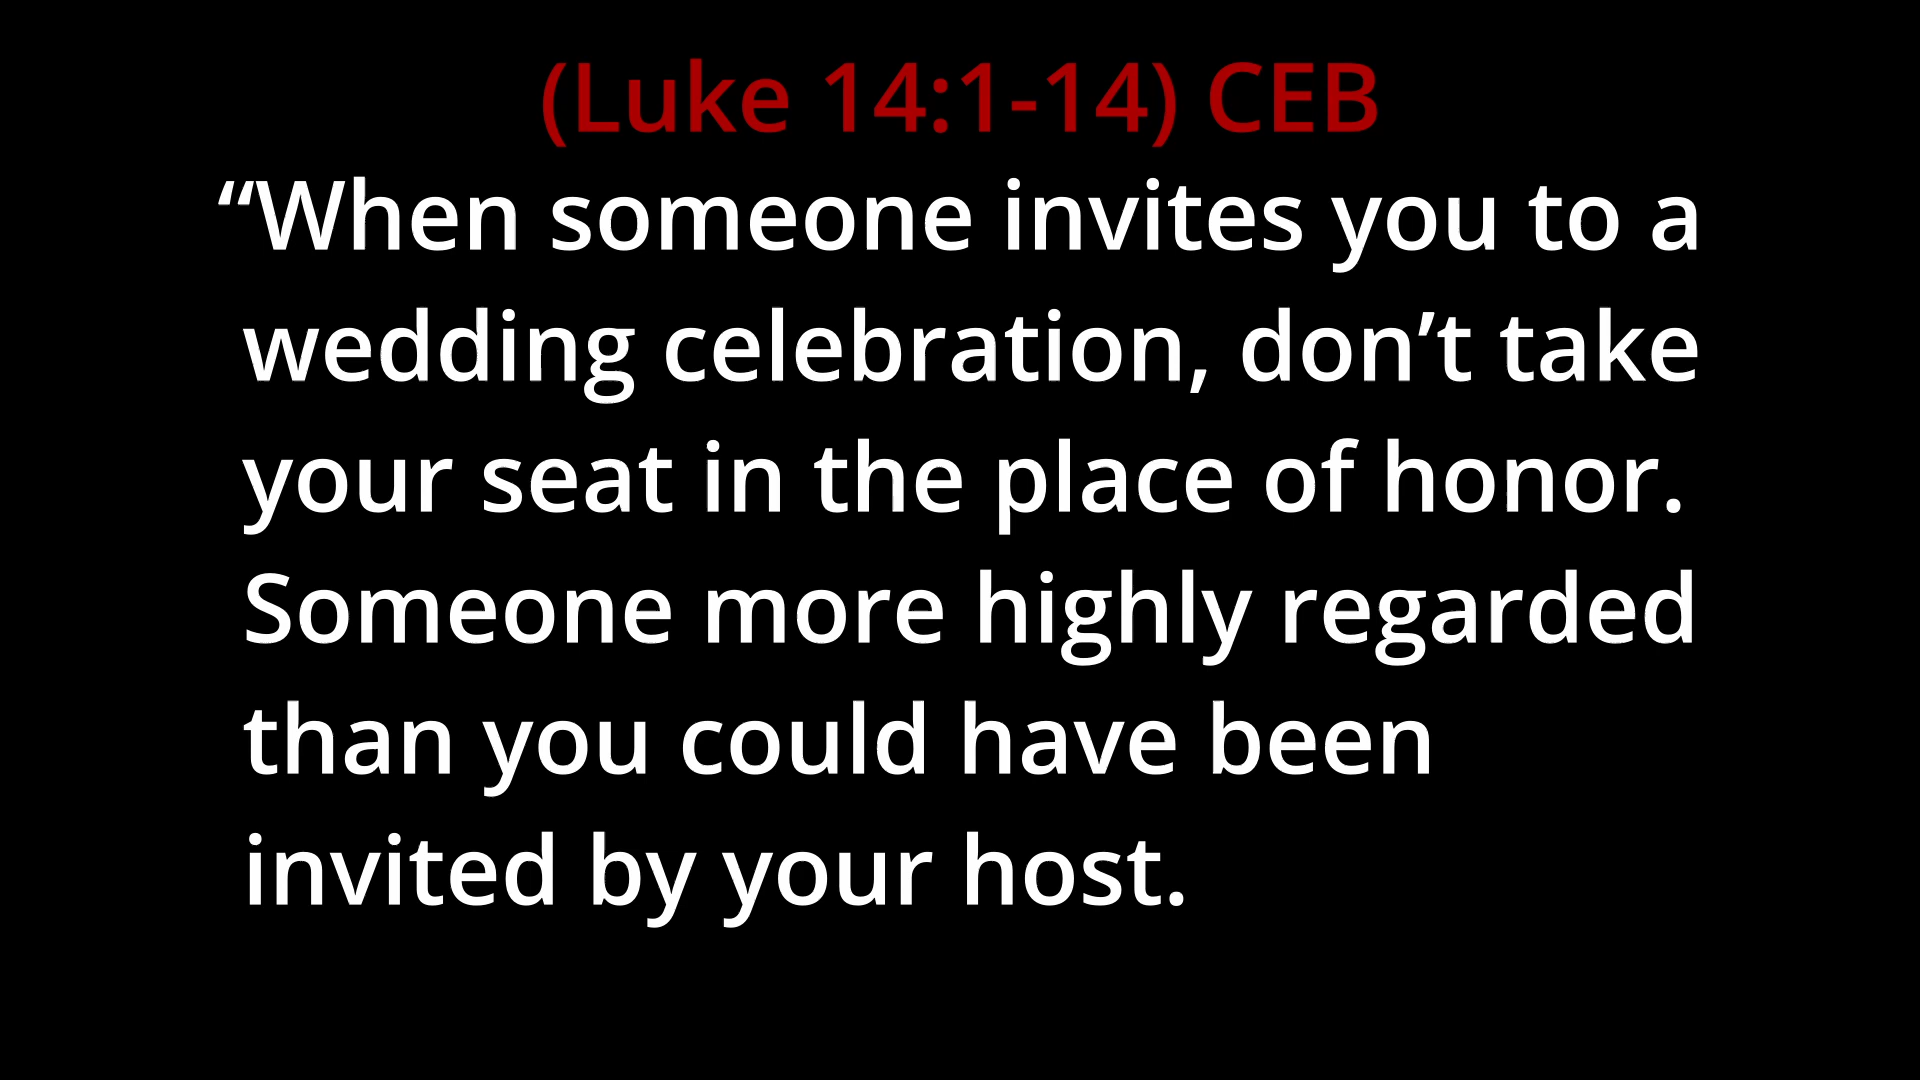 (Luke 14:1-14) CEB
“When someone invites you to a
wedding celebration, don’t take
your seat in the place of honor.
Someone more highly regarded
than you could have been
invited by your host.